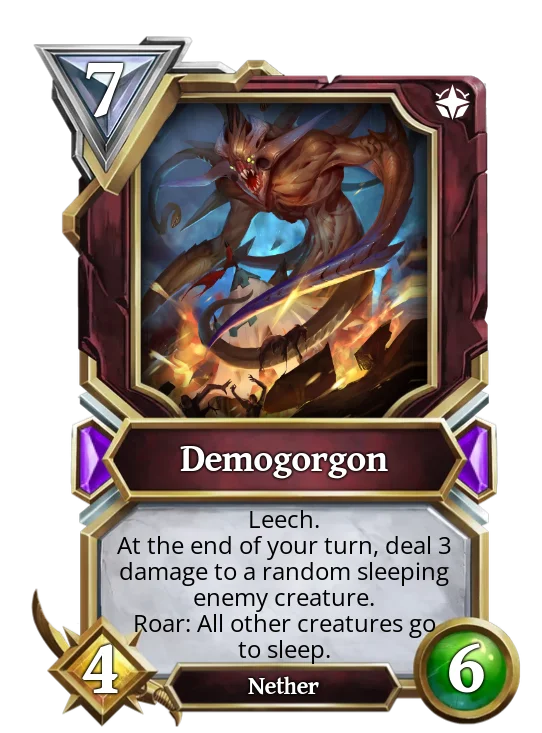 7
Demogorgon
Leech.
At the end of your turn, deal 3
damage to a random sleeping
enemy creature.
Roar: All other creatures go
to sleep.
4
Nether
6